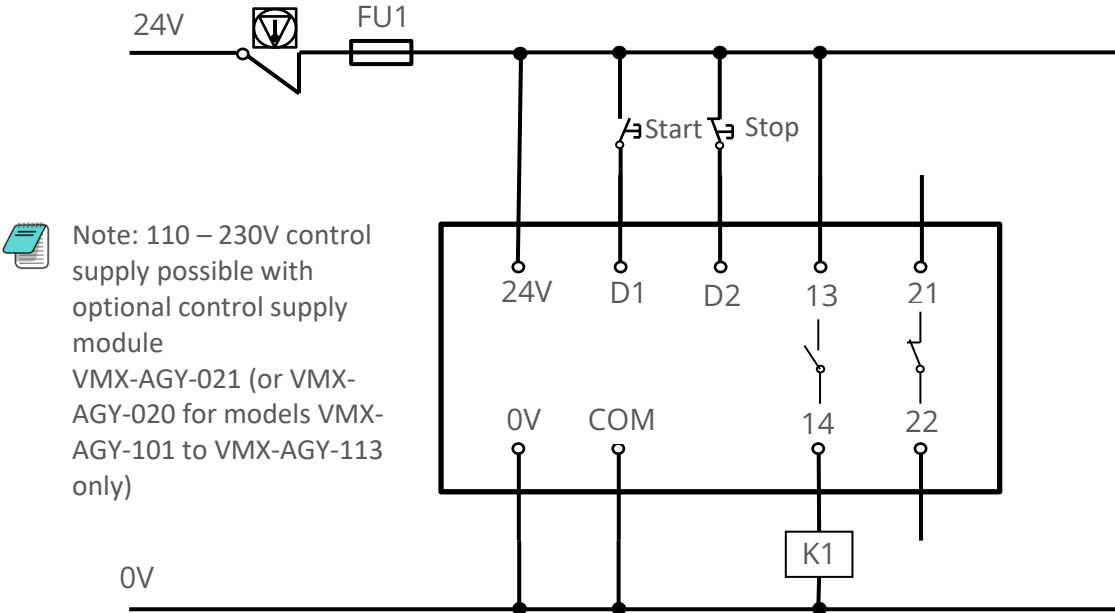 24V
FU1
Start
Stop
Note: 110 – 230V control
supply possible with
optional control supply
module
VMX-AGY-021 (or VMX-
AGY-020 for models VMX-
AGY-101 to VMX-AGY-113
only)
24V
D1
D2
13
21
0V
COM
14
22
K1
0V